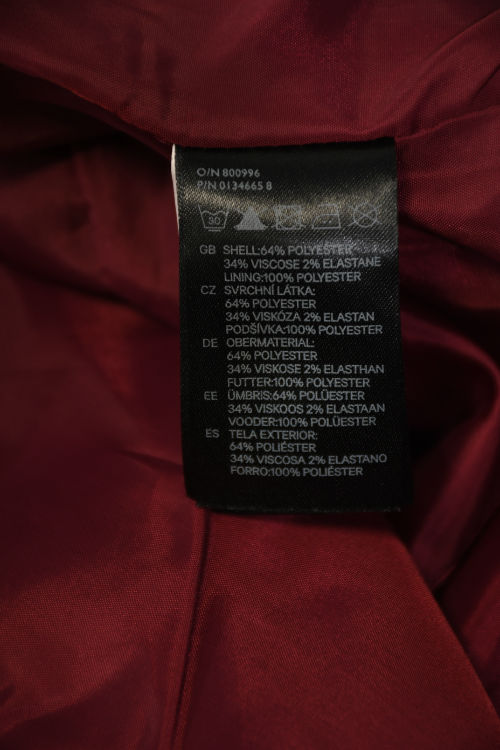 O/N 800996
P/N 0134665 8
30
GB SHELL:64% POLYESTER
34% VISCOSE 2% ELASTANE
LINING:100% POLYESTER
CZ SVRCHNÍ LÁTKA:
64% POLYESTER
34% VISKÓZA 2% ELASTAN
PODŠÍVKA:100% POLYESTER
DE OBERMATERIAL:
64% POLYESTER
34% VISKOSE 2% ELASTHAN
FUTTER:100% POLYESTER
EE ÜMBRIS:64% POLÜESTER
34% VISKOOS 2% ELASTAAN
VOODER:100% POLÜESTER
ES TELA EXTERIOR:
64% POLIÉSTER
34% VISCOSA 2% ELASTANO
FORRO:100% POLIÉSTER